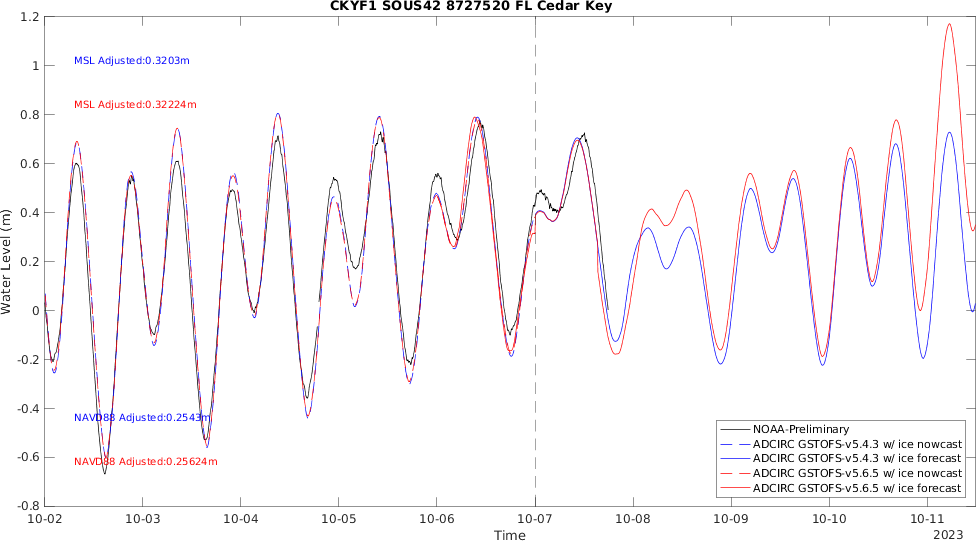 CKYF1 SOUS42 8727520 FL Cedar Key
Water Level (m)
1.2
1
0.8
0.6
0.4
0.2
0
-0.2
-0.4
-0.6
-0.8
MSL Adjusted:0.3203m
MSL Adjusted:0.32224m
NAVD88 Adjusted:0.2543m
NAVD88 Adjusted:0.25624m
NOAA-Preliminary
ADCIRC GSTOFS-v5.4.3 w/ ice nowcast
ADCIRC GSTOFS-v5.4.3 w/ ice forecast
ADCIRC GSTOFS-v5.6.5 w/ ice nowcast
ADCIRC GSTOFS-v5.6.5 w/ ice forecast
10-02 10-03 10-04 10-05 10-06 10-07 10-08 10-09 10-10 10-11
Time
2023